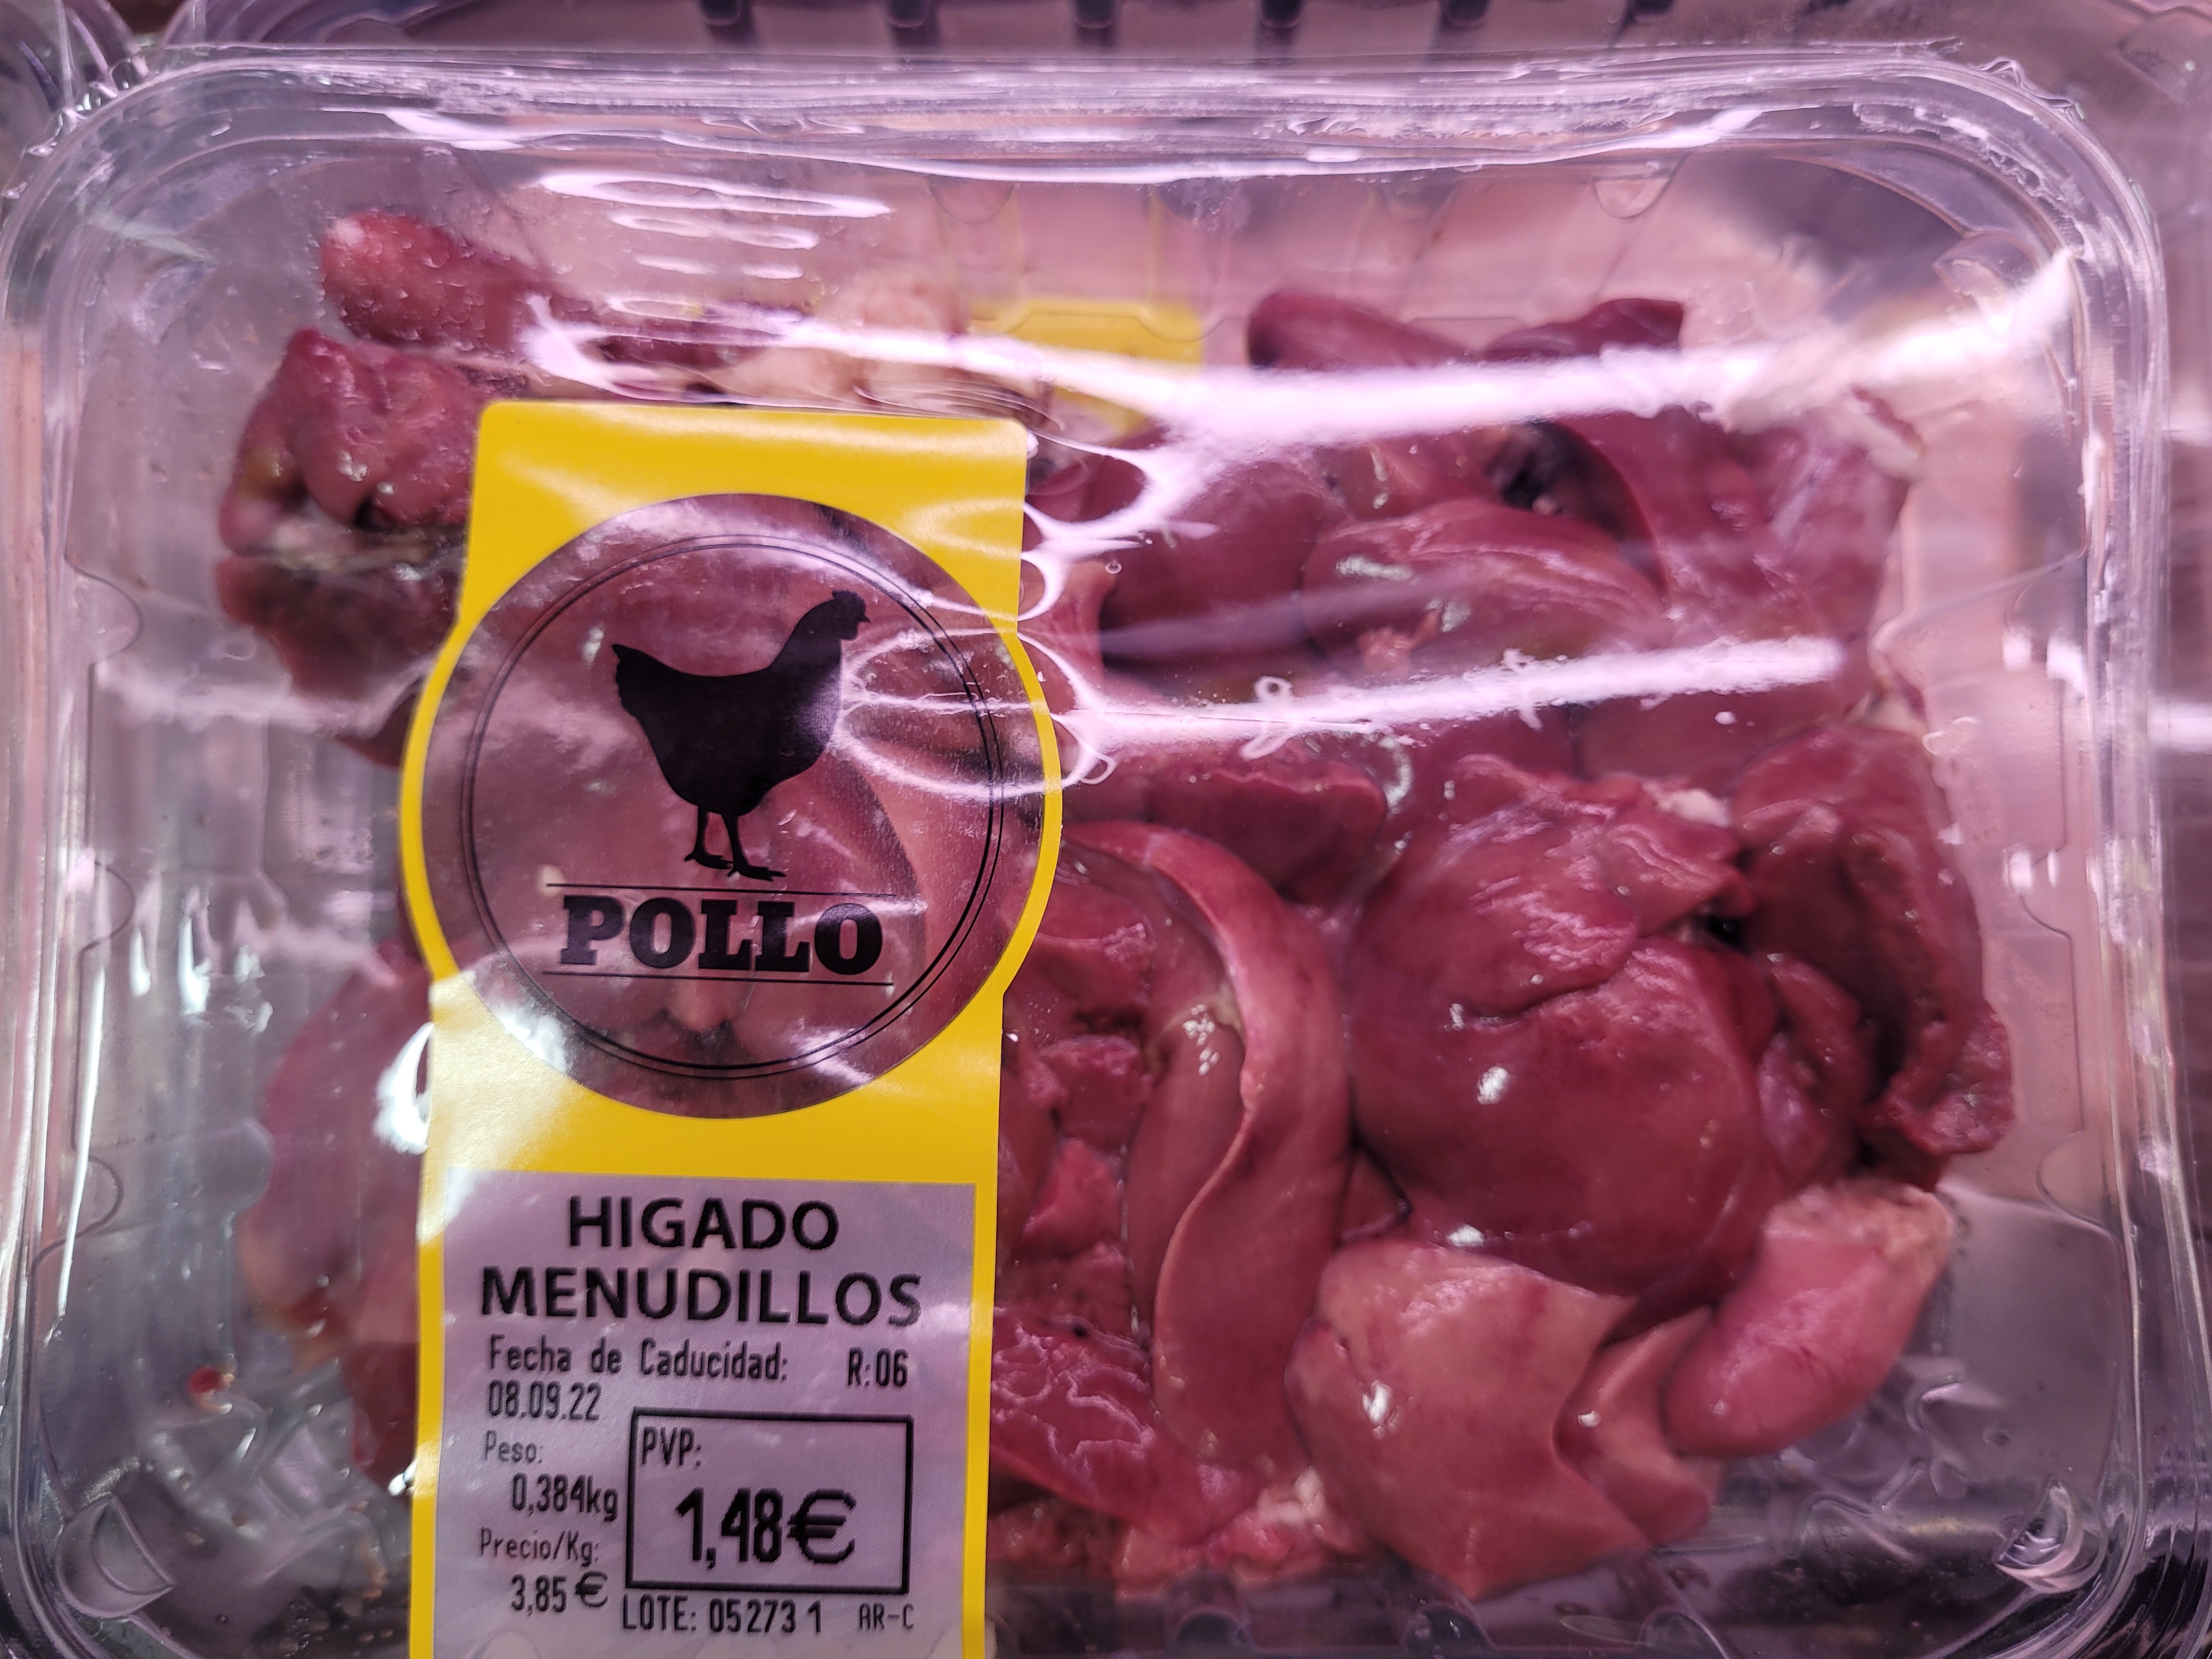 POLLO
HIGADO
MENUDILLOS
Fecha de Caducidad: R:06
08.09.22
Peso: PVP:
0,384kg
1,48€
Precio/Kg:
3,85€
LOTE: 05273 1 AR-C